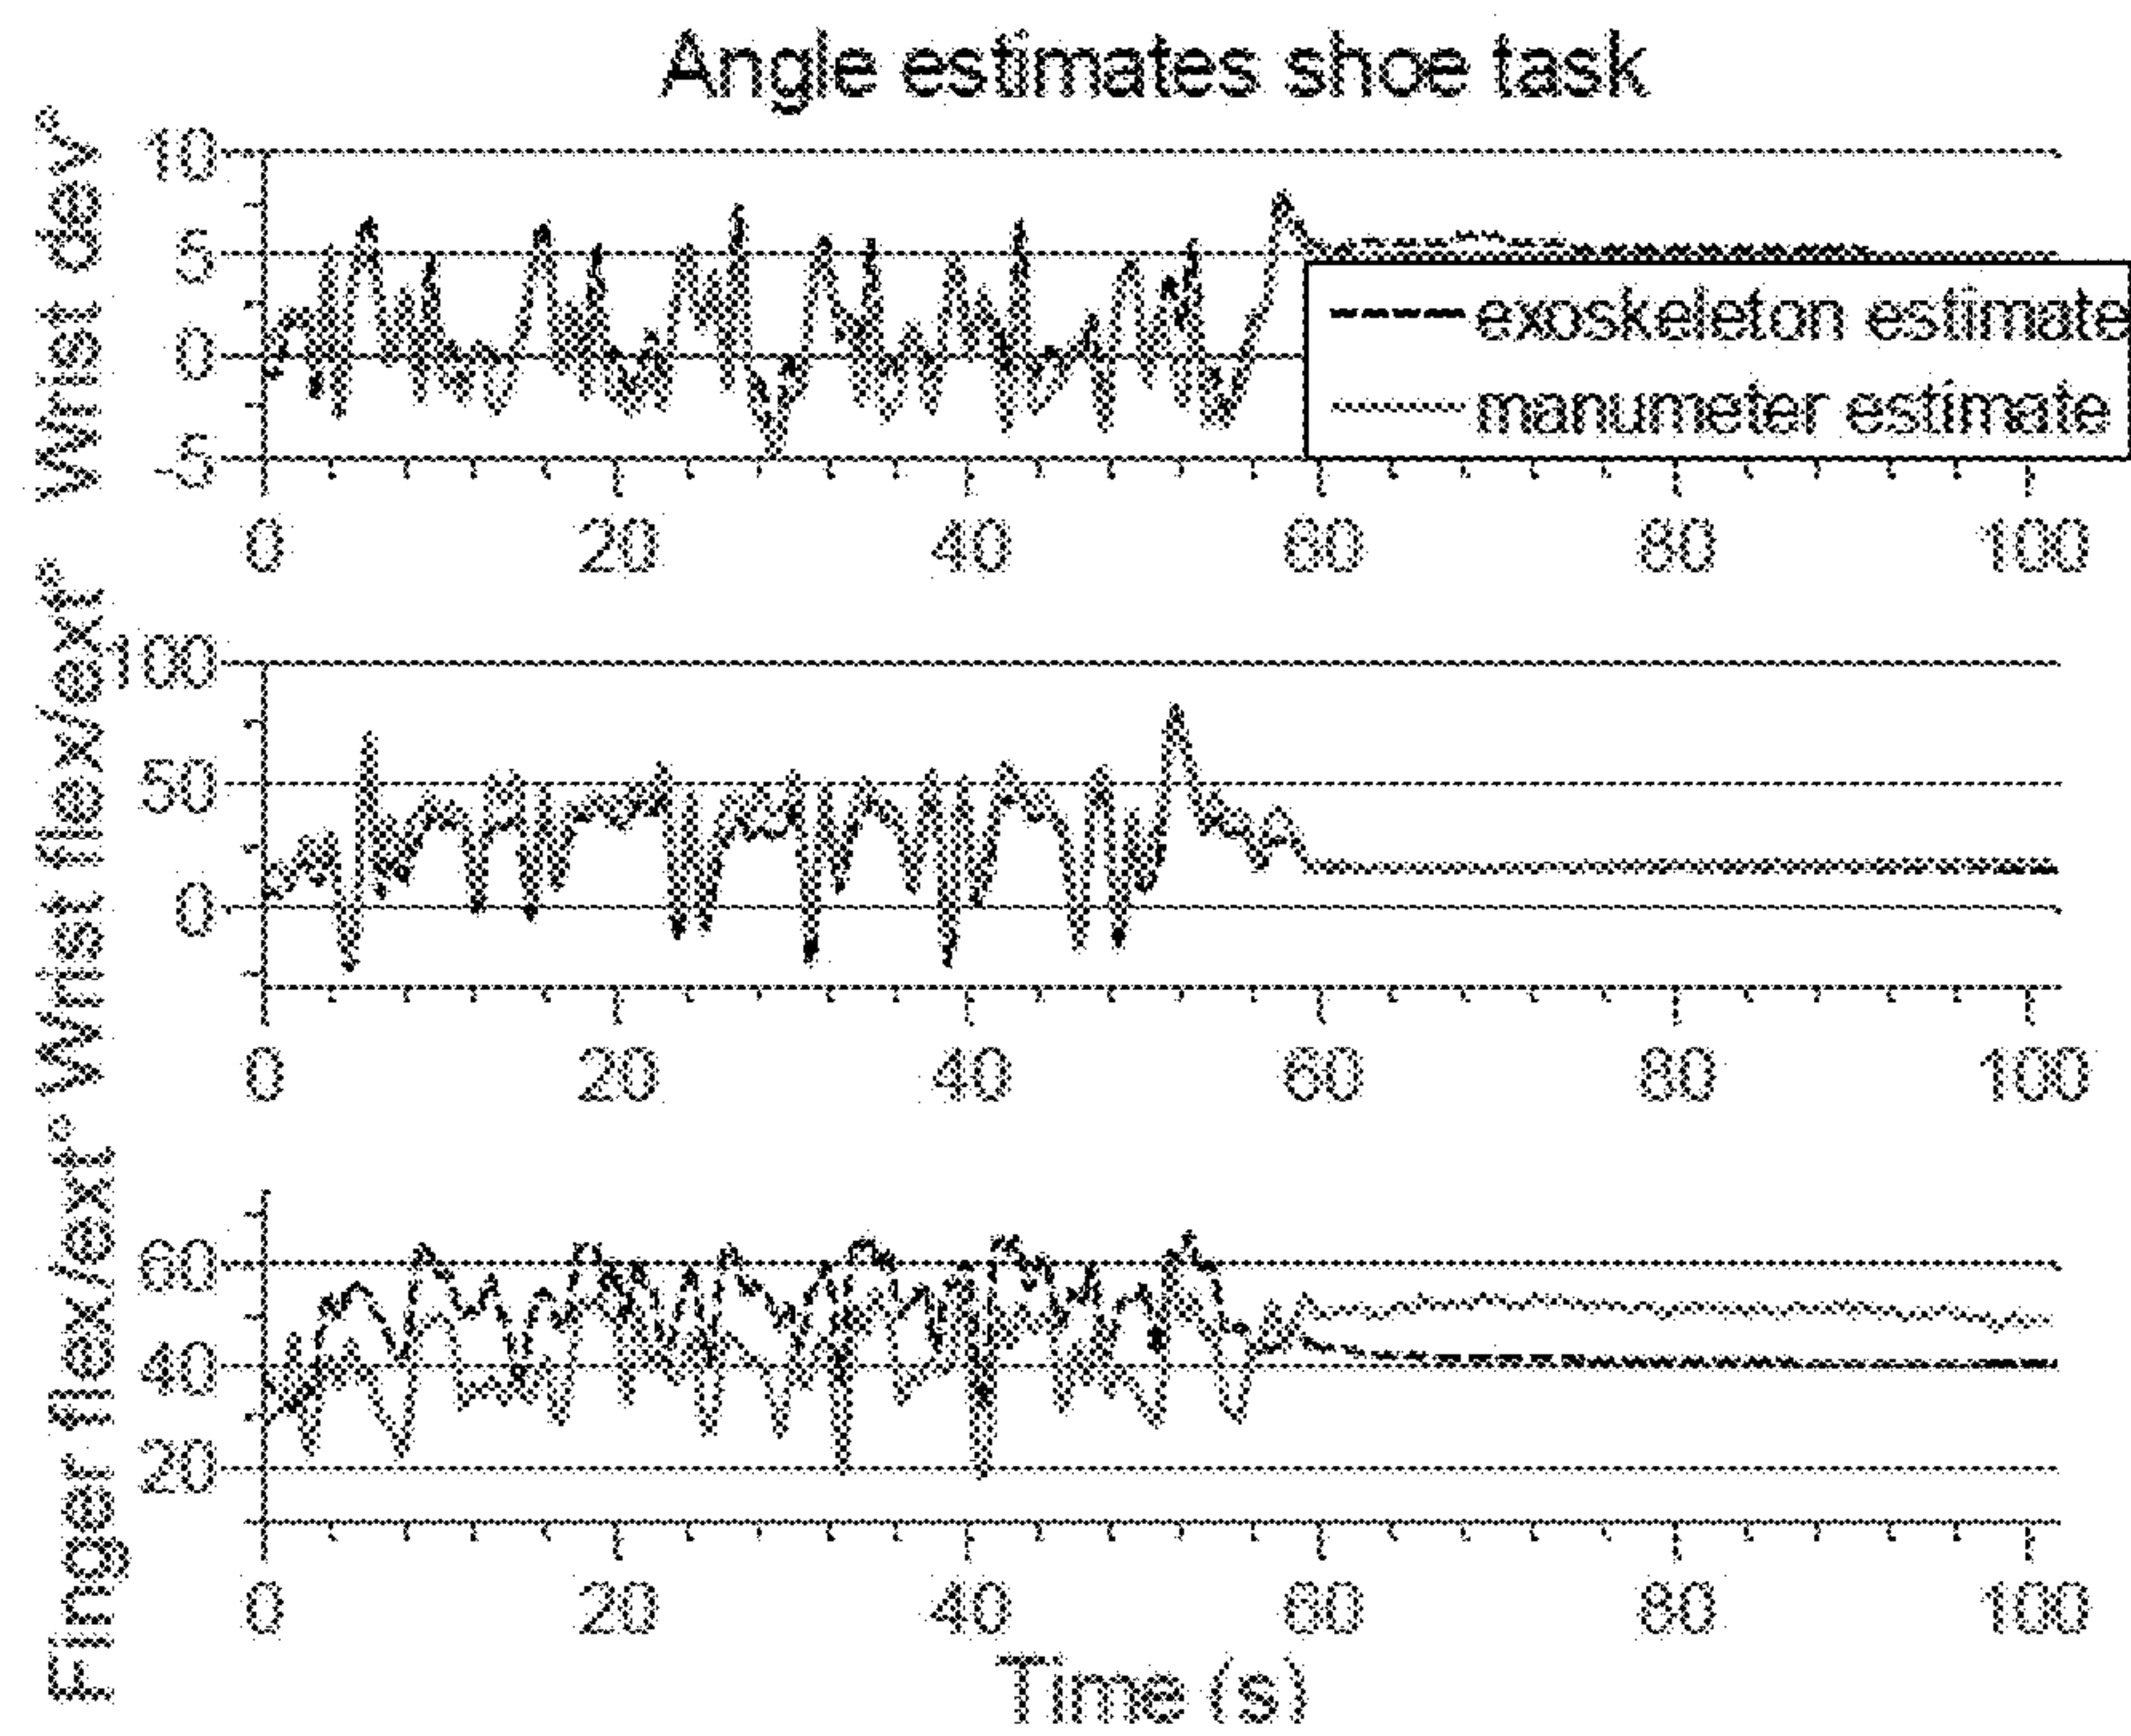 Angle estimates shoe task
Wrist dev°
10
5
0
-5
exoskeleton estimate
manumeter estimate
0 20 40 60 80 100
Wrist flex/ext°
100
50
0
0 20 40 60 80 100
Finger flex/ext°
60
40
20
0 20 40 60 80 100
Time (s)